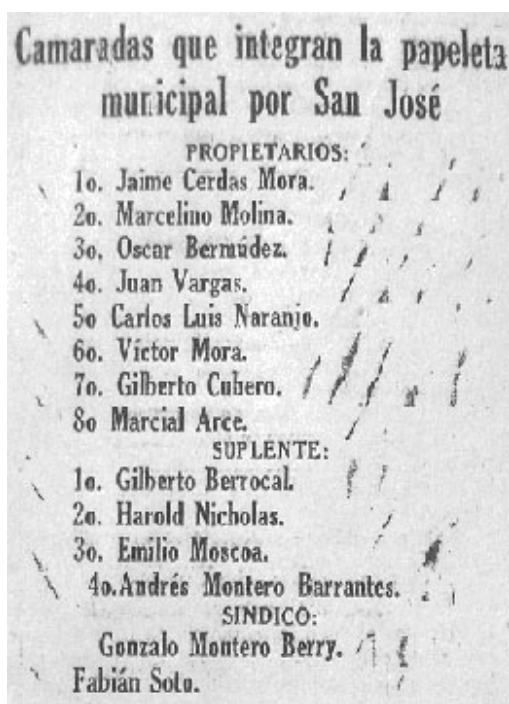 Camaradas que integran la papeleta
municipal por San José
PROPIETARIOS:
1o. Jaime Cerdas Mora.
2o. Marcelino Molina.
3o, Oscar Bermúdez.
4o. Juan Vargas.
5o Carlos Luis Naranjo.
6o. Víctor Mora.
7o. Gilberto Cubero.
8o Marcial Arce.
SUPLENTE:
1o. Gilberto Berrocal.
2o. Harold Nicholas.
3o. Emilio Moscoa.
4o. Andrés Montero Barrantes.
SINDICO:
Gonzalo Montero Berry.
Fabián Soto.